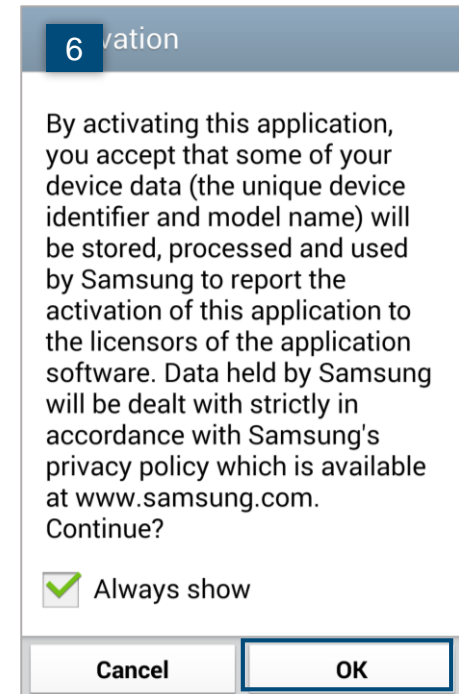 6 vation
By activating this application,
you accept that some of your
device data (the unique device
identifier and model name) will
be stored, processed and used
by Samsung to report the
activation of this application to
the licensors of the application
software. Data held by Samsung
will be dealt with strictly in
accordance with Samsung's
privacy policy which is available
at www.samsung.com.
Continue?
Always show
Cancel OK